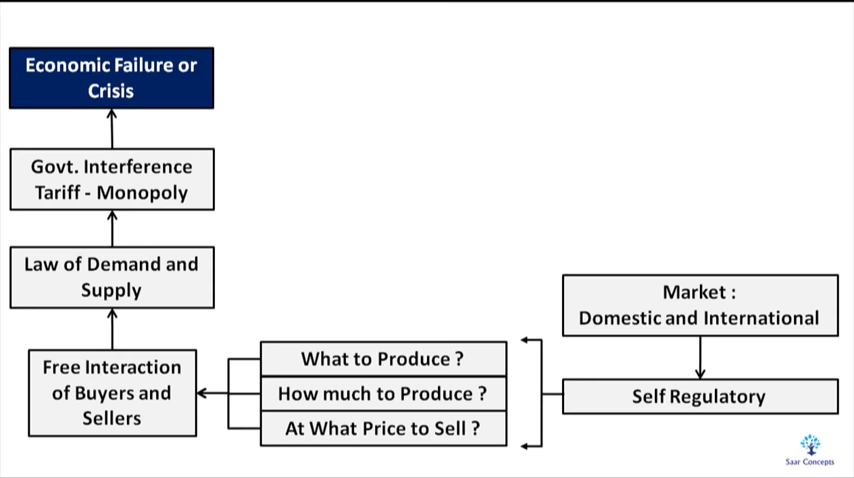 Economic Failure or
Crisis
Govt. Interference
Tariff - Monopoly
Law of Demand and
Supply
Free Interaction
of Buyers and
Sellers
What to Produce ?
How much to Produce ?
At What Price to Sell ?
Market :
Domestic and International
Self Regulatory
Saar Concepts